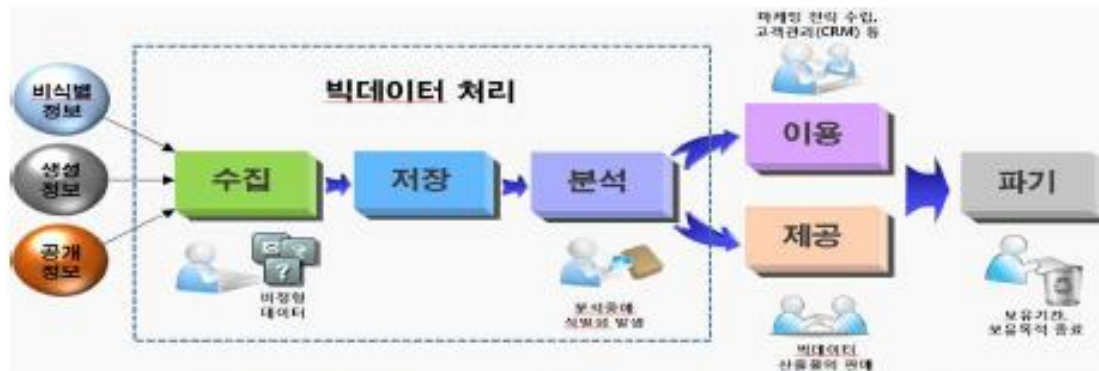 마케팅 전략 수립,
고객관리(CRM) 등
비식별
정보
빅데이터 처리
이용
생성
정보
수집
저장
분석
파기
공개
정보
제공
비정형
데이터
분석중에
식별성 발생
보유기간,
보유목적 종료
빅데이터
산출물의 판매